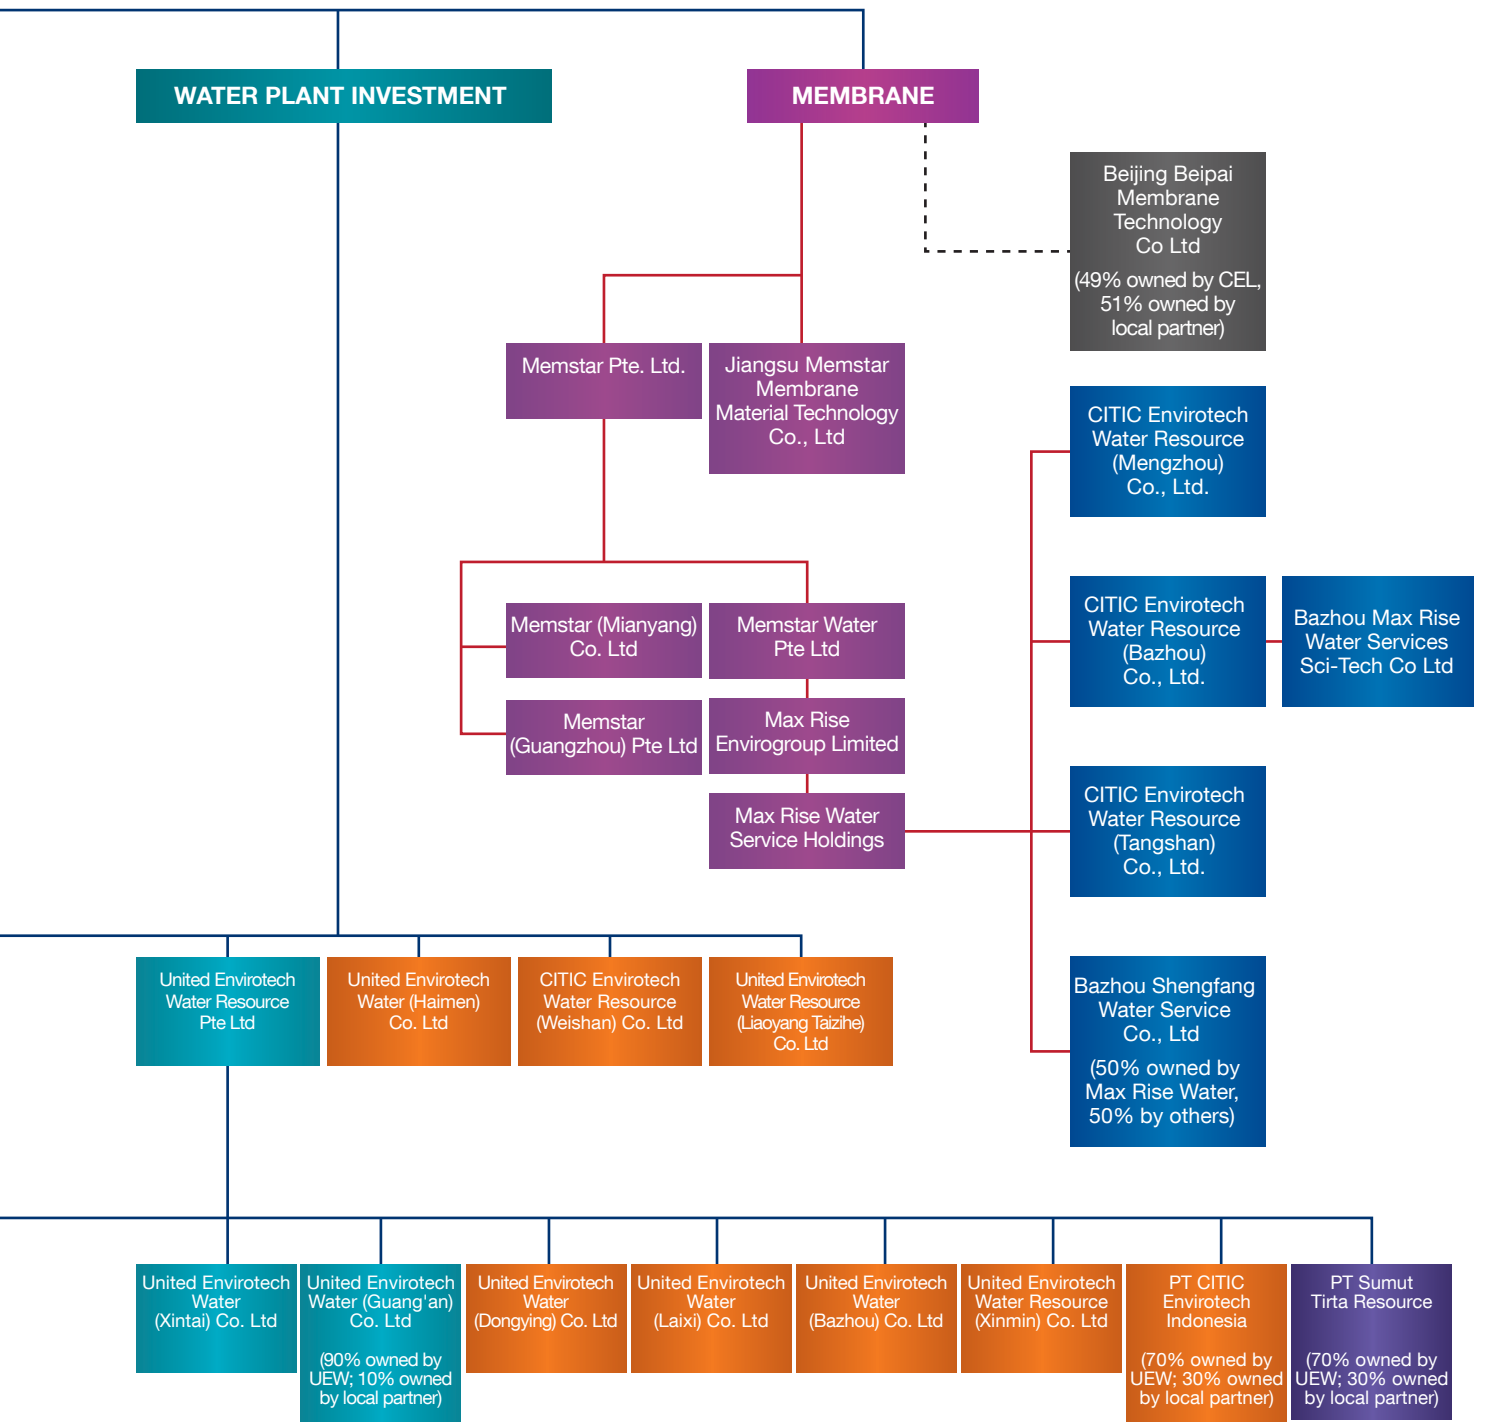 WATER PLANT INVESTMENT
MEMBRANE
Beijing Beipai
Membrane
Technology
Co Ltd
(49% owned by CEL,
51% owned by
local partner)
Memstar Pte. Ltd.
Jiangsu Memstar
Membrane
Material Technology
Co., Ltd
CITIC Envirotech
Water Resource
(Mengzhou)
Co., Ltd.
Memstar (Mianyang)
Co. Ltd
Memstar Water
Pte Ltd
CITIC Envirotech
Water Resource
(Bazhou)
Co., Ltd.
Bazhou Max Rise
Water Services
Sci-Tech Co Ltd
Memstar
(Guangzhou) Pte Ltd
Max Rise
Envirogroup Limited
Max Rise Water
Service Holdings
CITIC Envirotech
Water Resource
(Tangshan)
Co., Ltd.
United Envirotech
Water Resource
Pte Ltd
United Envirotech
Water (Haimen)
Co. Ltd
CITIC Envirotech
Water Resource
(Weishan) Co. Ltd
United Envirotech
Water Resource
(Liaoyang Taizihe)
Co. Ltd
Bazhou Shengfang
Water Service
Co., Ltd
(50% owned by
Max Rise Water,
50% by others)
United Envirotech
Water
(Xintai) Co. Ltd
United Envirotech
Water (Guang'an)
Co. Ltd
(90% owned by
UEW; 10% owned
by local partner)
United Envirotech
Water
(Dongying) Co. Ltd
United Envirotech
Water
(Laixi) Co. Ltd
United Envirotech
Water
(Bazhou) Co. Ltd
United Envirotech
Water Resource
(Xinmin) Co. Ltd
PT CITIC
Envirotech
Indonesia
(70% owned by
UEW; 30% owned
by local partner)
PT Sumut
Tirta Resource
(70% owned by
UEW; 30% owned
by local partner)